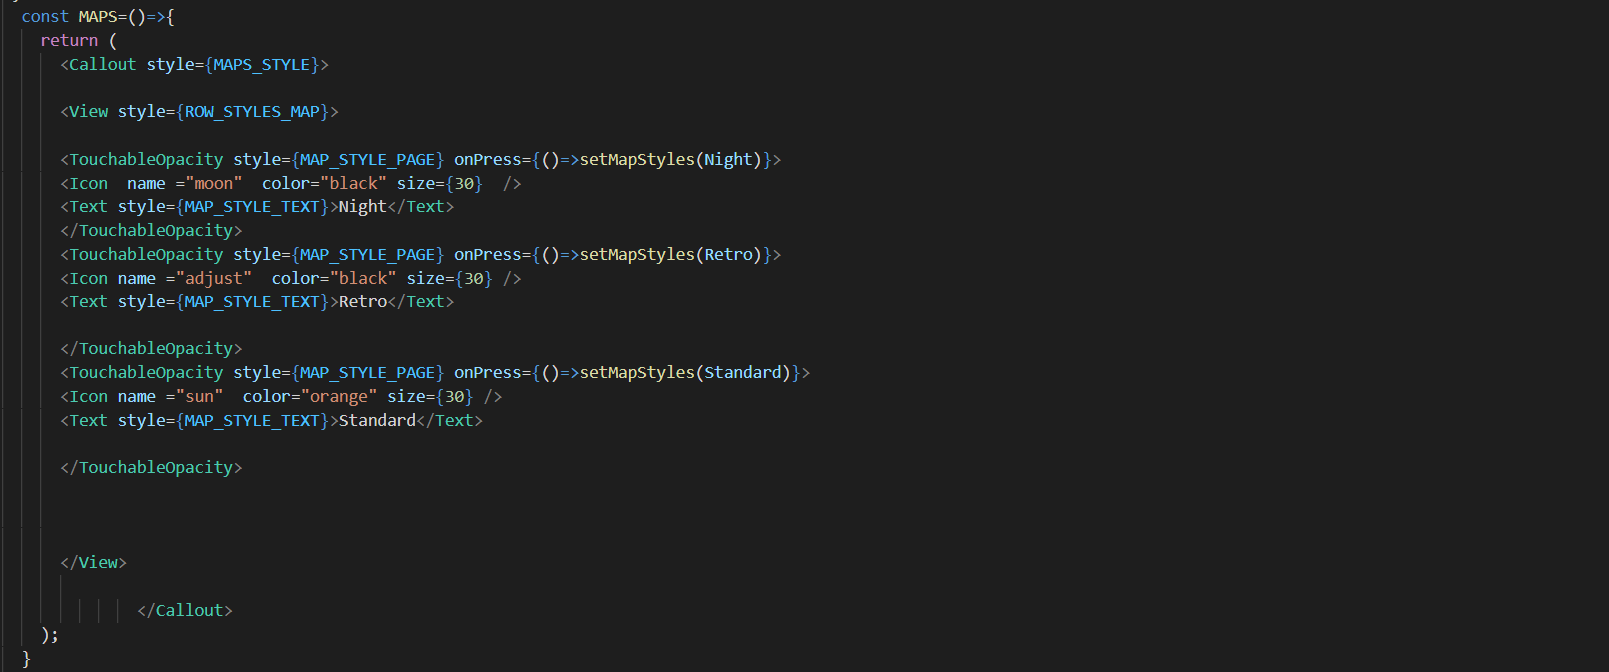 const MAPS=()=>{
return (
<Callout style={MAPS_STYLE}>
<View style={ROW_STYLES_MAP}>
<TouchableOpacity style={MAP_STYLE_PAGE} onPress={()=>setMapStyles(Night)}>
<Icon  name ="moon"  color="black" size={30}  />
<Text style={MAP_STYLE_TEXT}>Night</Text>
</TouchableOpacity>
<TouchableOpacity style={MAP_STYLE_PAGE} onPress={()=>setMapStyles(Retro)}>
<Icon name ="adjust"  color="black" size={30} />
<Text style={MAP_STYLE_TEXT}>Retro</Text>
</TouchableOpacity>
<TouchableOpacity style={MAP_STYLE_PAGE} onPress={()=>setMapStyles(Standard)}>
<Icon name ="sun"  color="orange" size={30} />
<Text style={MAP_STYLE_TEXT}>Standard</Text>
</TouchableOpacity>
</View>
</Callout>
);
}